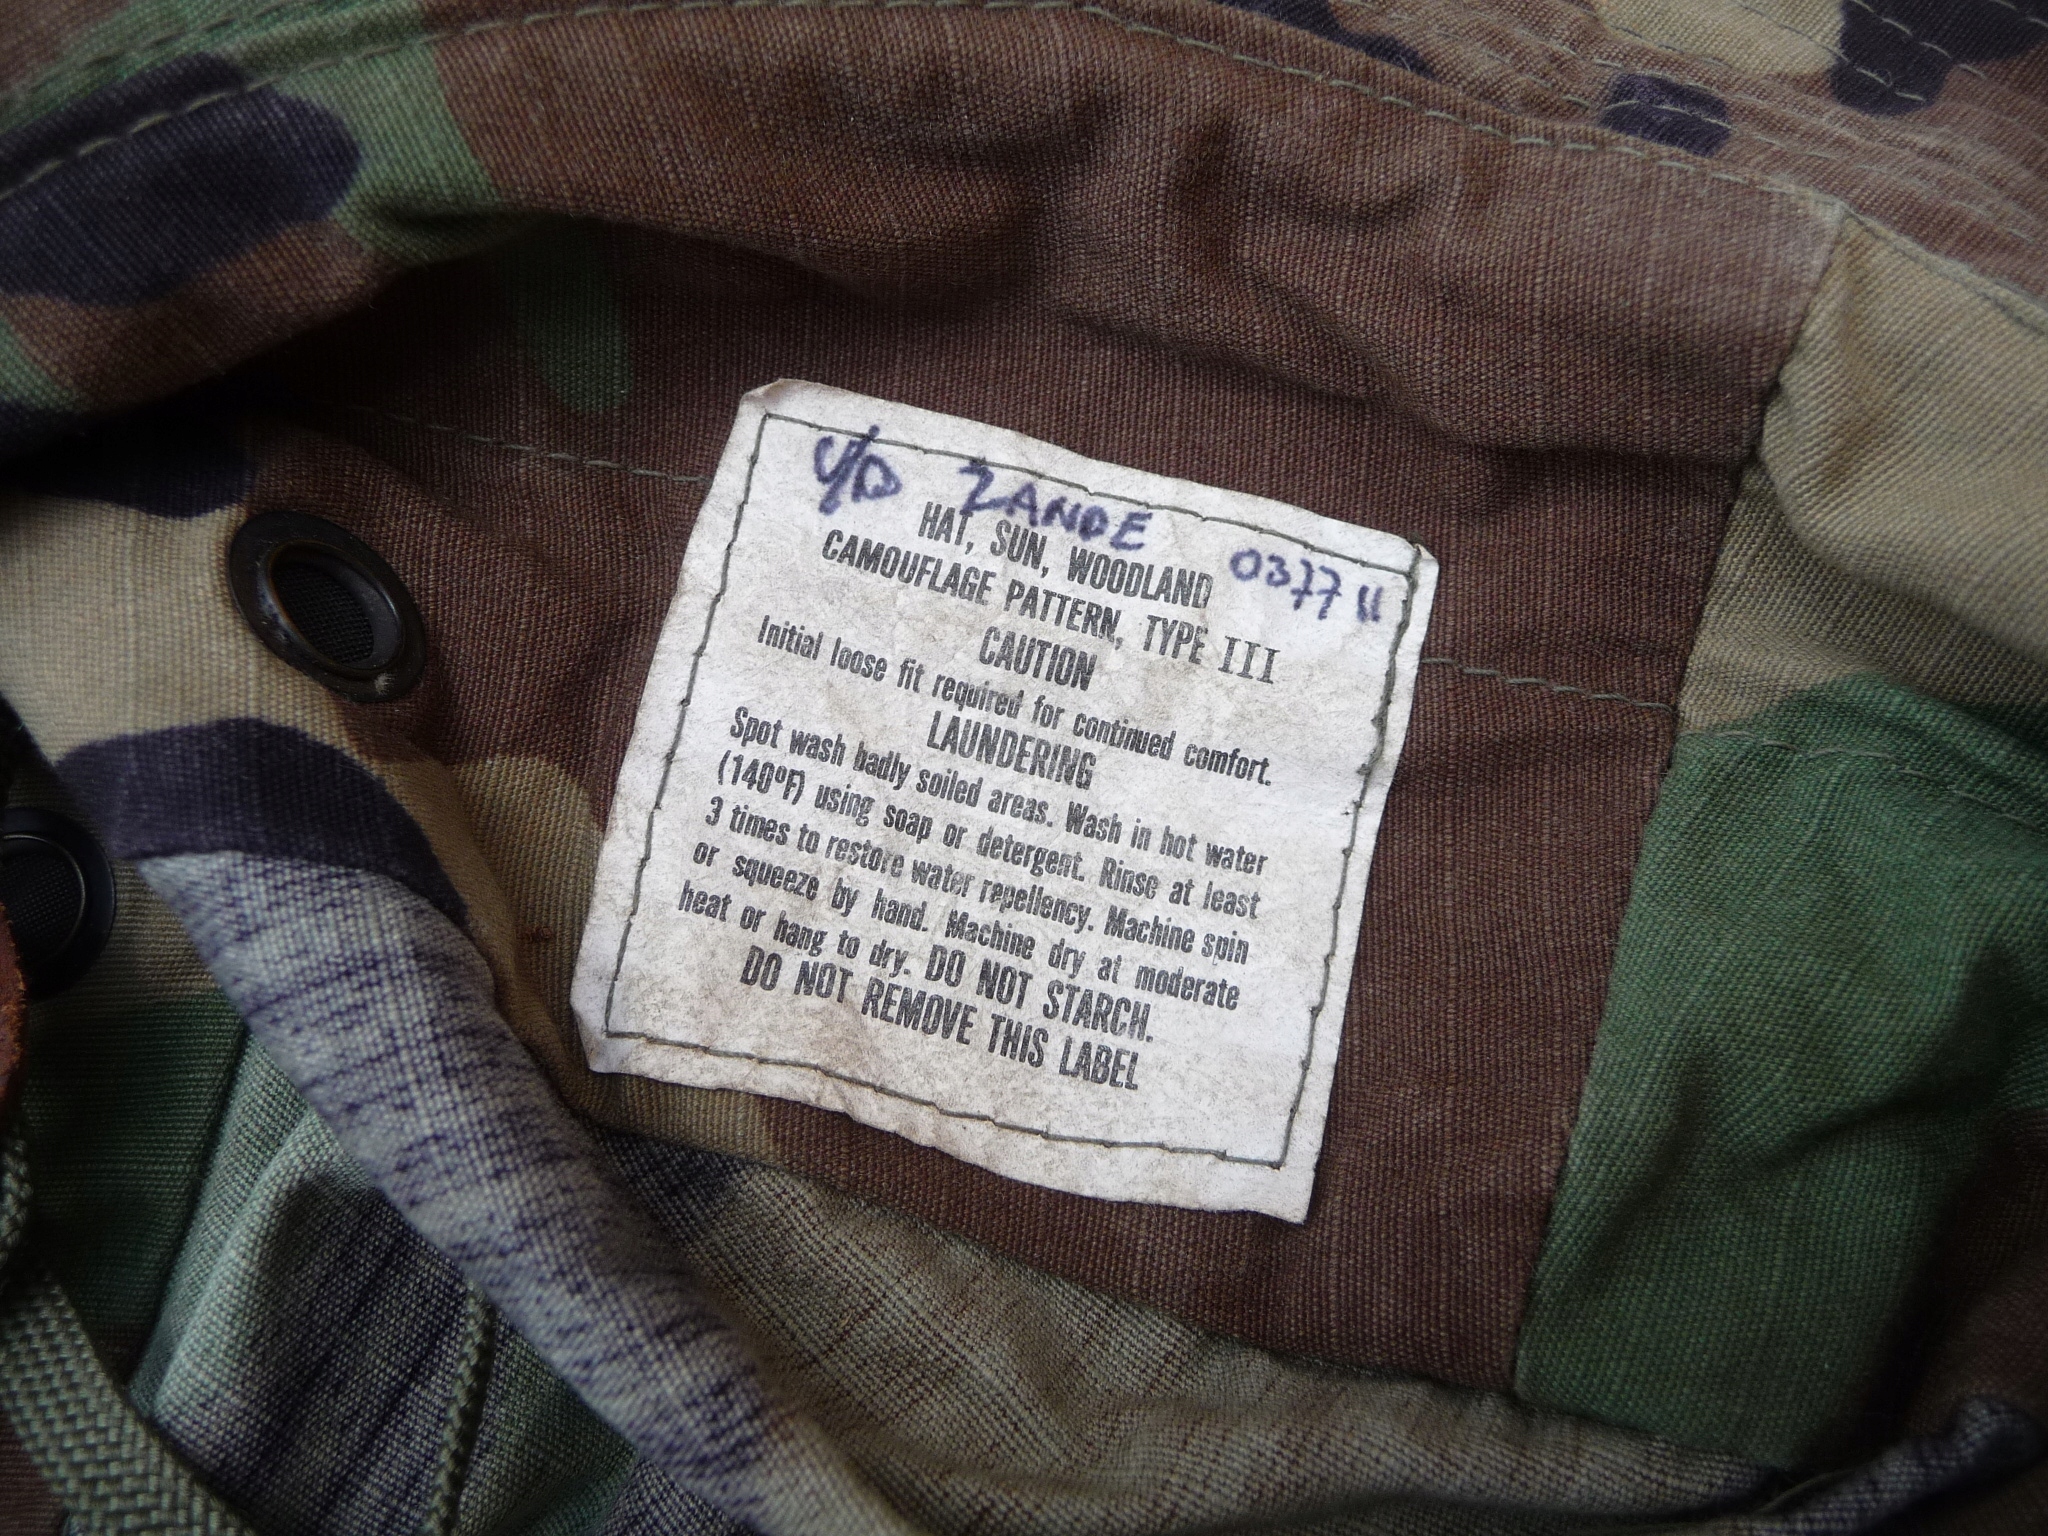 V/D ZANDE
037711
HAT, SUN, WOODLAND
CAMOUFLAGE PATTERN, TYPE III
CAUTION
Initial loose fit required for continued comfort.
LAUNDERING
Spot wash badly soiled areas. Wash in hot water
(140ºF) using soap or detergent. Rinse at least
3 times to restore water repellency. Machine spin
or squeeze by hand. Machine dry at moderate
heat or hang to dry. DO NOT STARCH.
DO NOT REMOVE THIS LABEL